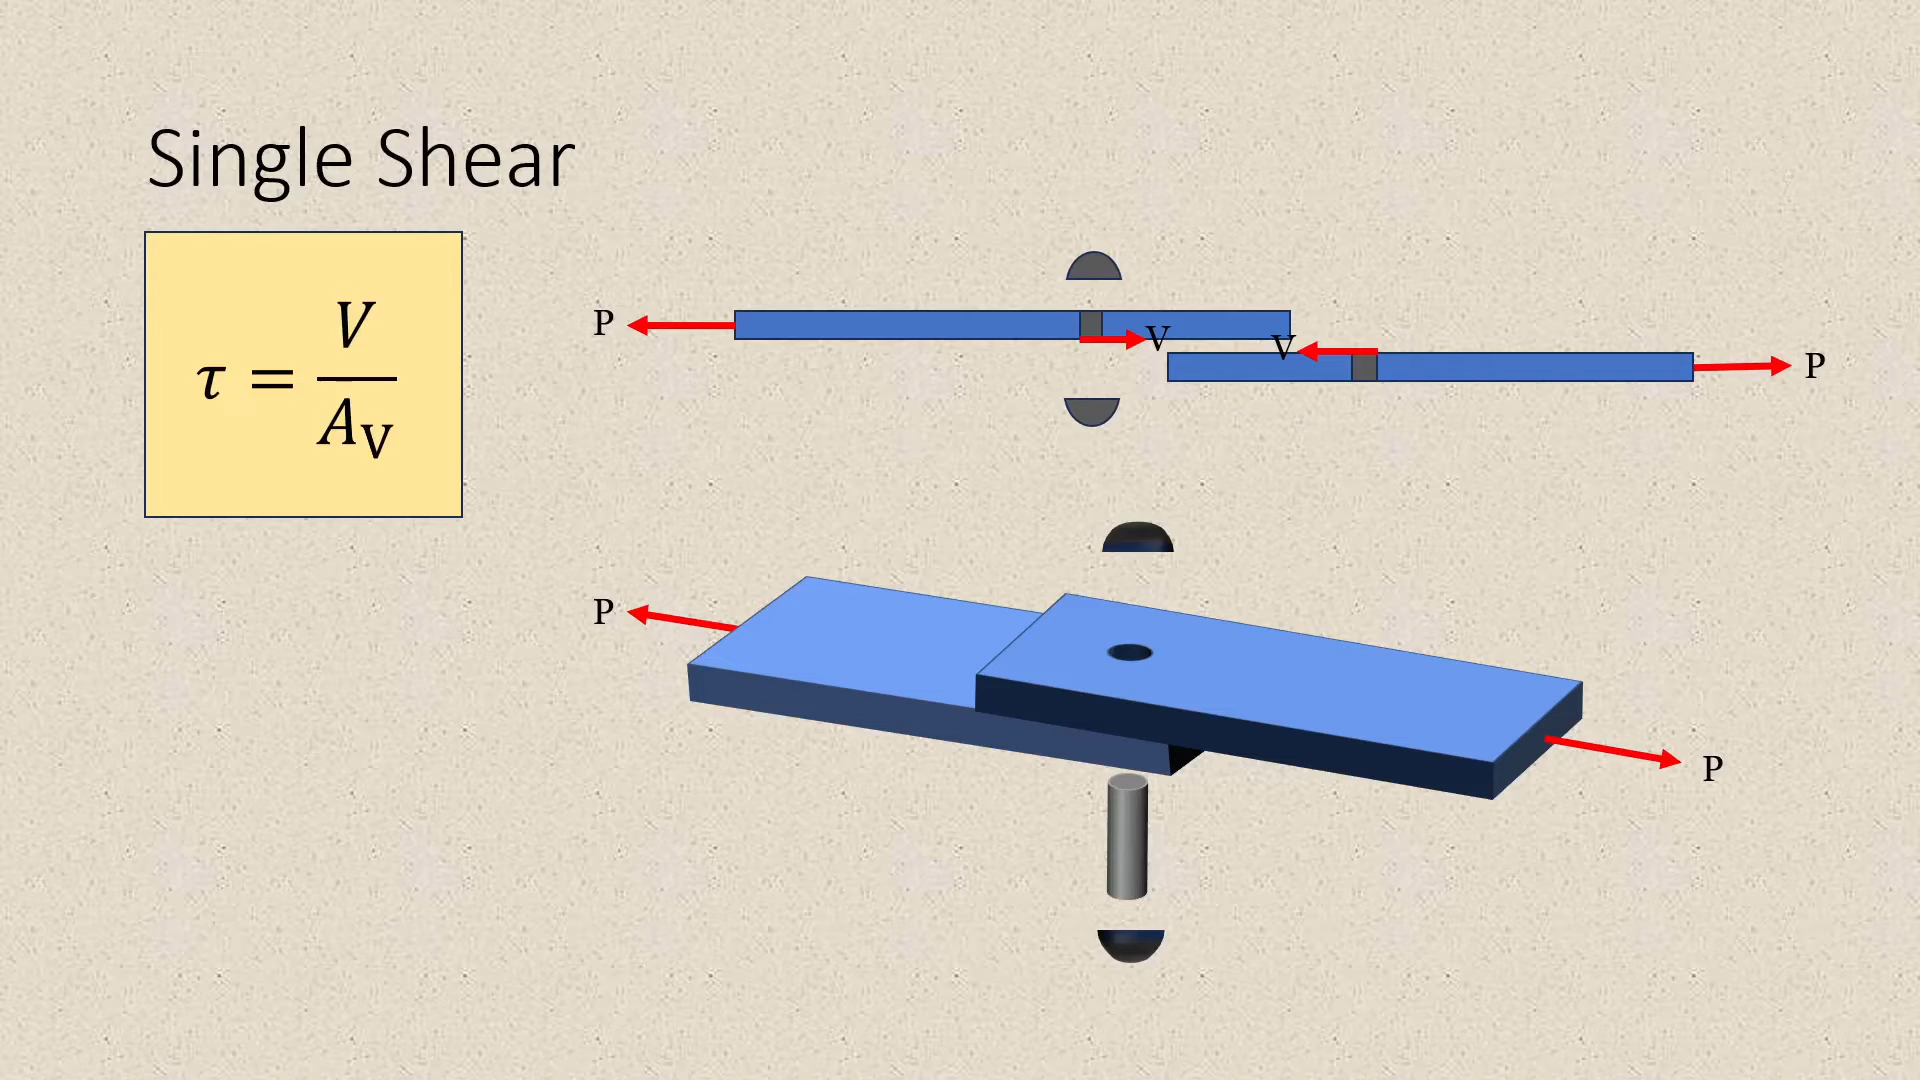 Single Shear
τ = V / A_V
P
V
V
P
P
P